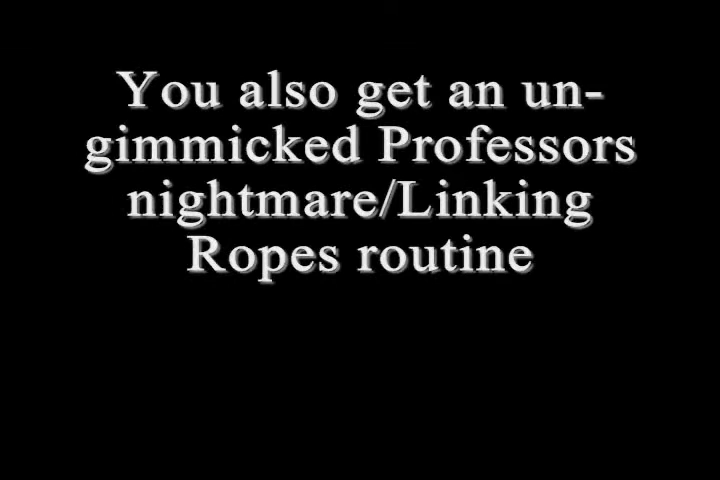 You also get an un-
gimmicked Professors
nightmare/Linking
Ropes routine